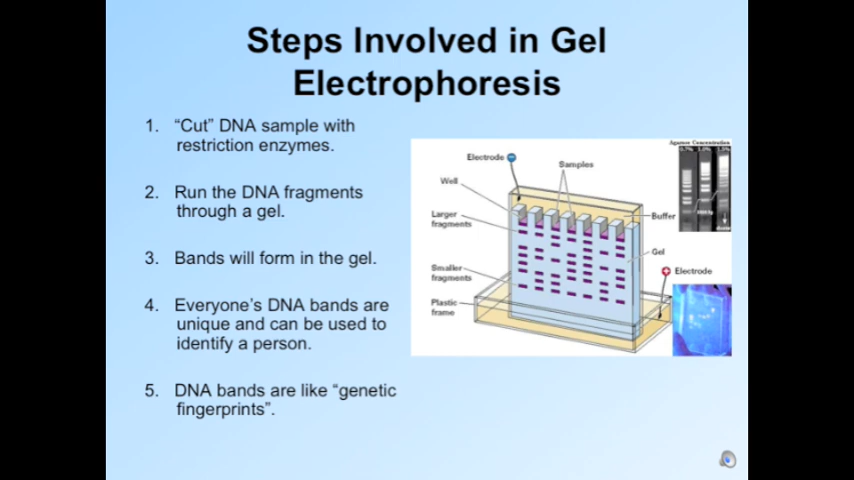 Steps Involved in Gel
Electrophoresis
1. “Cut” DNA sample with
restriction enzymes.
2. Run the DNA fragments
through a gel.
3. Bands will form in the gel.
4. Everyone’s DNA bands are
unique and can be used to
identify a person.
5. DNA bands are like “genetic
fingerprints”.
Electrode
Samples
Well
Larger
fragments
Buffer
Gel
Smaller
fragments
Electrode
Plastic
frame
Agarose Concentration